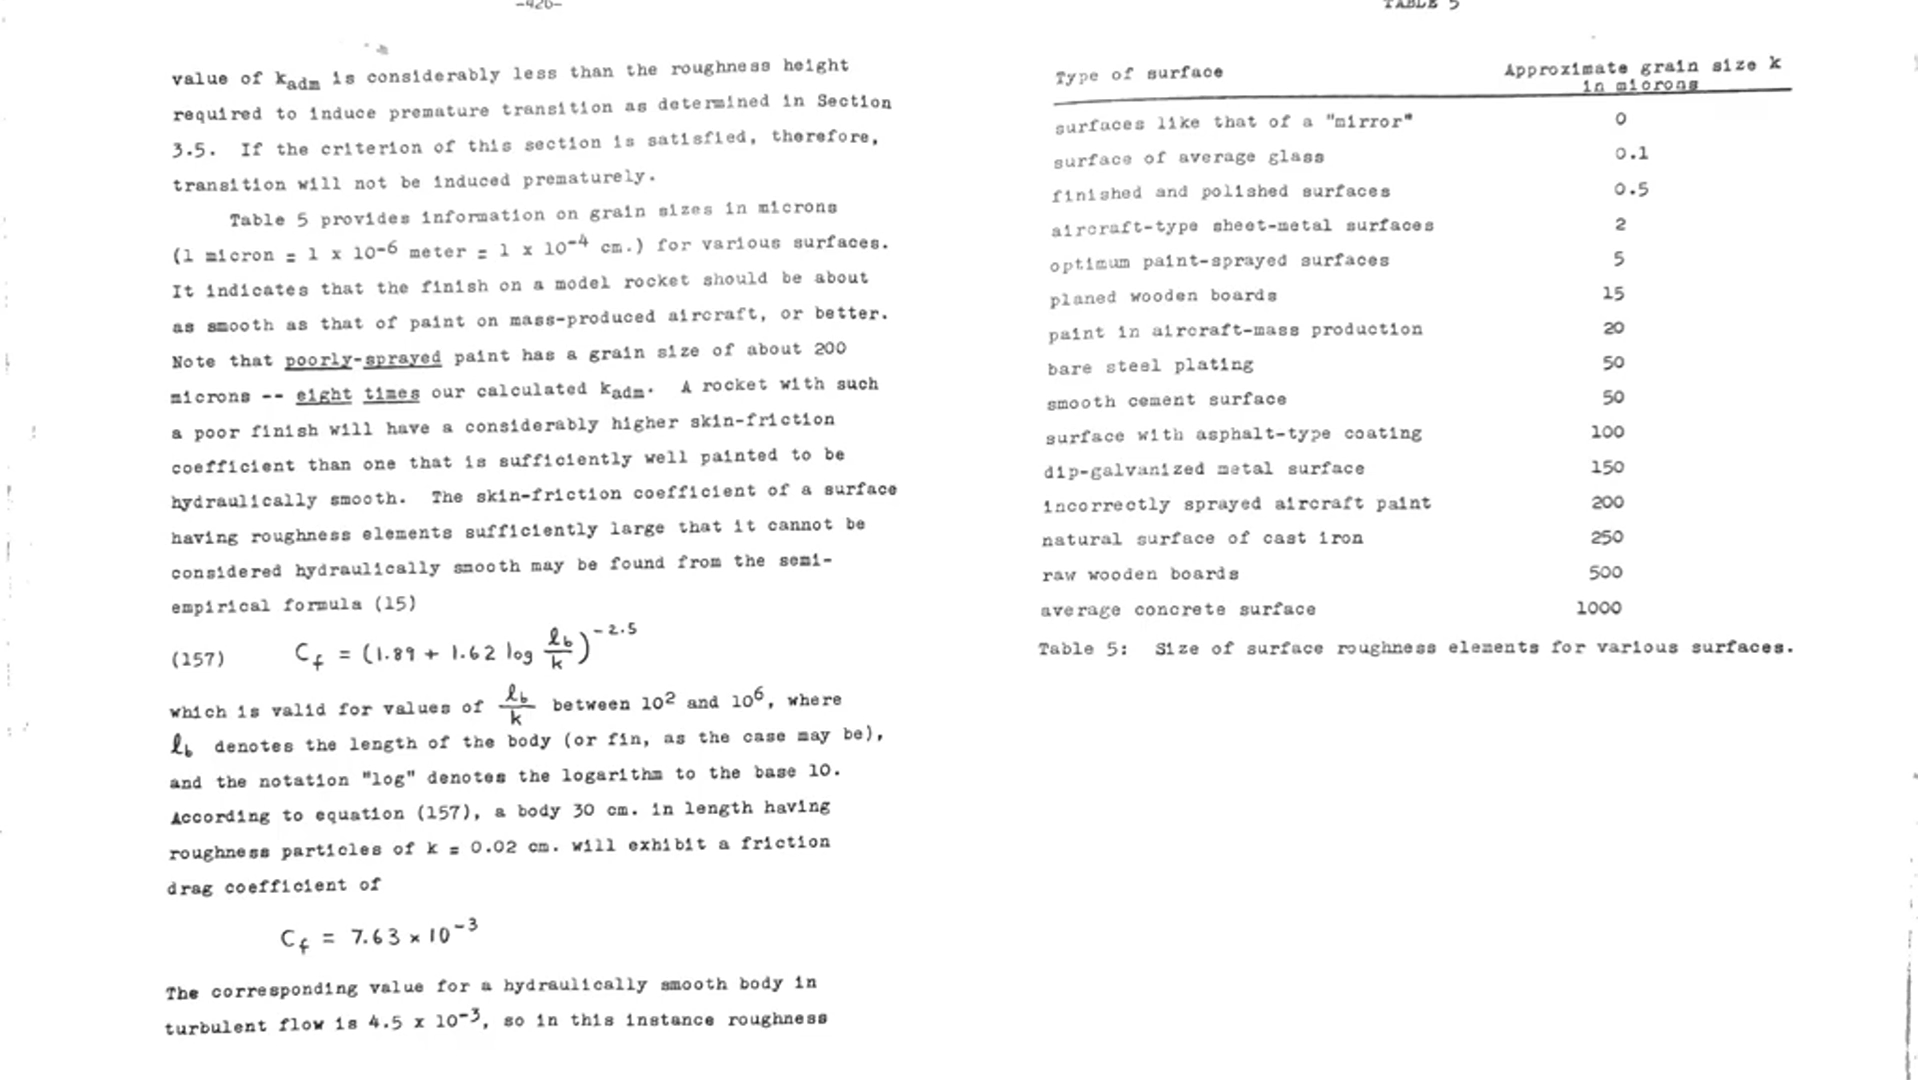 -426-
value of kadm is considerably less than the roughness height
required to induce premature transition as determined in Section
3.5. If the criterion of this section is satisfied, therefore,
transition will not be induced prematurely.
Table 5 provides information on grain sizes in microns
(1 micron = 1 x 10⁻⁶ meter = 1 x 10⁻⁴ cm.) for various surfaces.
It indicates that the finish on a model rocket should be about
as smooth as that of paint on mass-produced aircraft, or better.
Note that poorly-sprayed paint has a grain size of about 200
microns -- eight times our calculated kadm. A rocket with such
a poor finish will have a considerably higher skin-friction
coefficient than one that is sufficiently well painted to be
hydraulically smooth. The skin-friction coefficient of a surface
having roughness elements sufficiently large that it cannot be
considered hydraulically smooth may be found from the semi-
empirical formula (15)
(157) Cf = (1.89 + 1.62 log ℓb/k)^-2.5
which is valid for values of ℓb/k between 10² and 10⁶, where
ℓb denotes the length of the body (or fin, as the case may be),
and the notation "log" denotes the logarithm to the base 10.
According to equation (157), a body 30 cm. in length having
roughness particles of k = 0.02 cm. will exhibit a friction
drag coefficient of
Cf = 7.63 x 10⁻³
The corresponding value for a hydraulically smooth body in
turbulent flow is 4.5 x 10⁻³, so in this instance roughness
TABLE 5
Type of surface Approximate grain size k
in microns
surfaces like that of a "mirror" 0
surface of average glass 0.1
finished and polished surfaces 0.5
aircraft-type sheet-metal surfaces 2
optimum paint-sprayed surfaces 5
planed wooden boards 15
paint in aircraft-mass production 20
bare steel plating 50
smooth cement surface 50
surface with asphalt-type coating 100
dip-galvanized metal surface 150
incorrectly sprayed aircraft paint 200
natural surface of cast iron 250
raw wooden boards 500
average concrete surface 1000
Table 5: Size of surface roughness elements for various surfaces.